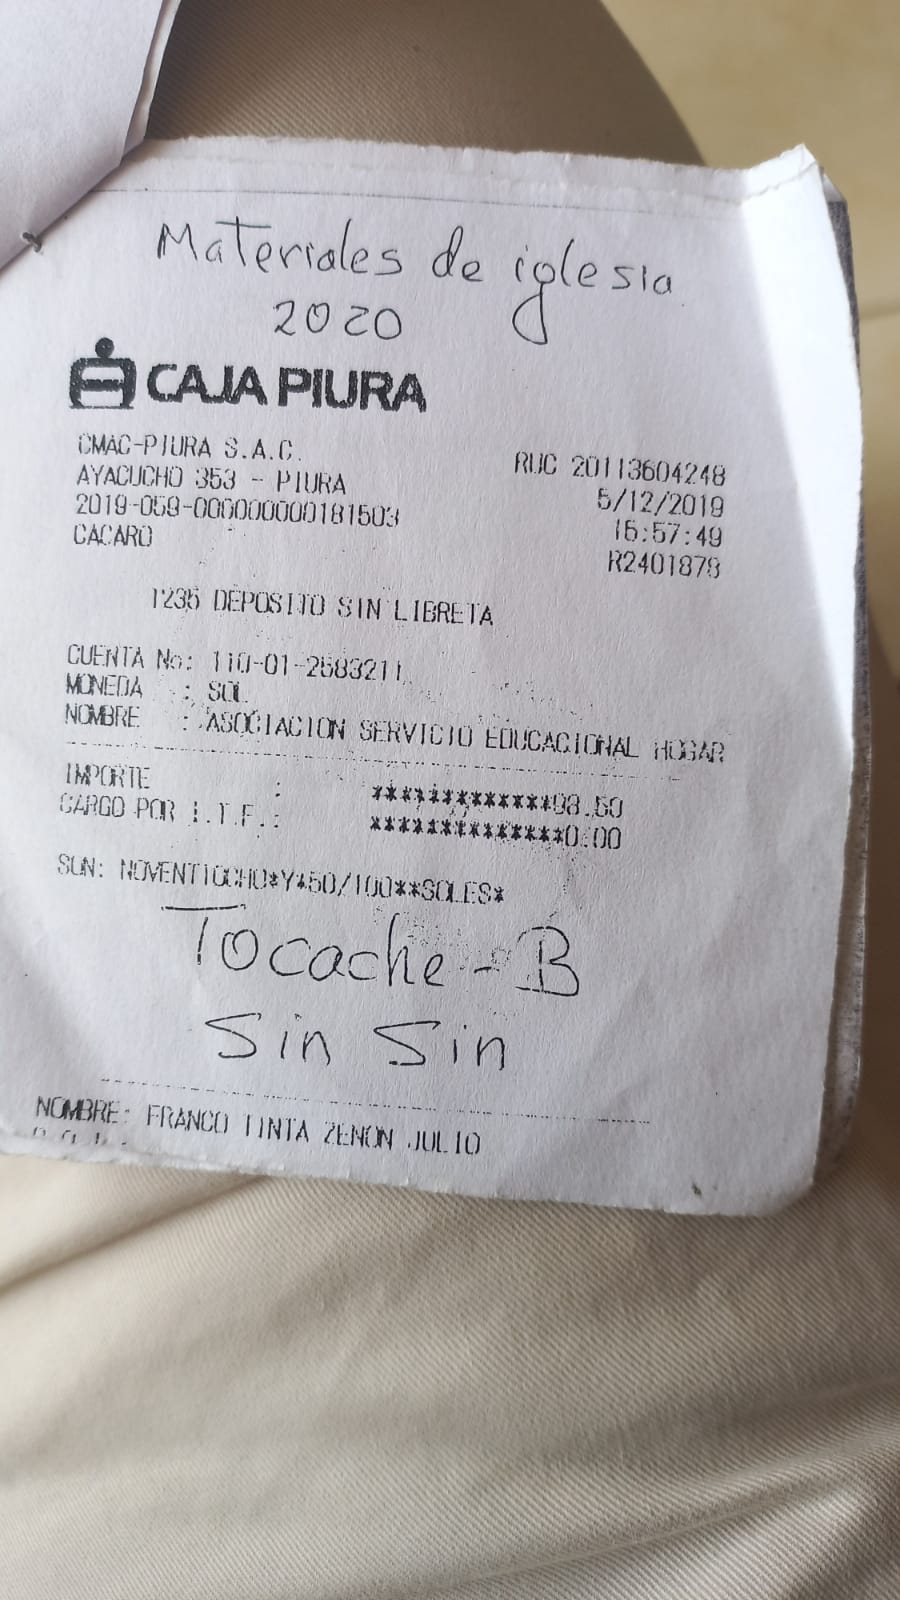 Materiales de iglesia
2020
CAJA PIURA
CMAC-PIURA S.A.C. RUC 20113604248
AYACUCHO 353 - PIURA 5/12/2019
2019-059-000000000181503 16:57:49
CACARO R2401878
1235 DEPOSITO SIN LIBRETA
CUENTA No: 110-01-2583211
MONEDA : SOL
NOMBRE : ASOCIACION SERVICIO EDUCACIONAL HOGAR
IMPORTE : *************98.50
CARGO POR I.T.F.: **************0.00
SON: NOVENTIOCHO*Y*50/100**SOLES*
Tocache - B
Sin Sin
NOMBRE: FRANCO TINTA ZENON JULIO